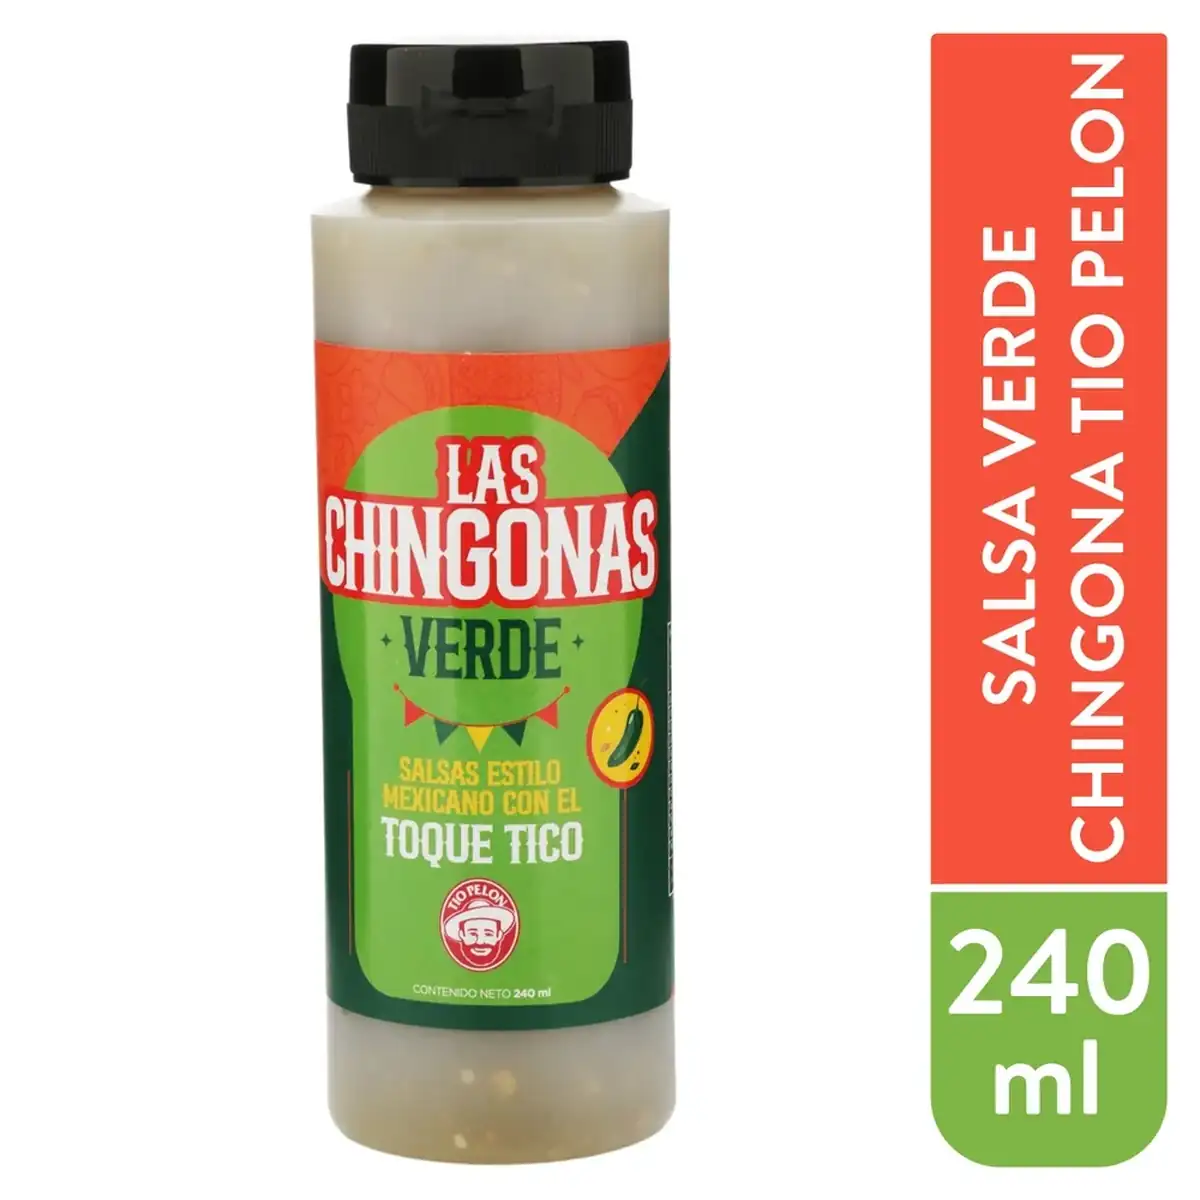 LAS
CHINGONAS
VERDE
SALSAS ESTILO
MEXICANO CON EL
TOQUE TICO
TIO PELON
CONTENIDO NETO 240 ml
SALSA VERDE
CHINGONA TIO PELON
240
ml